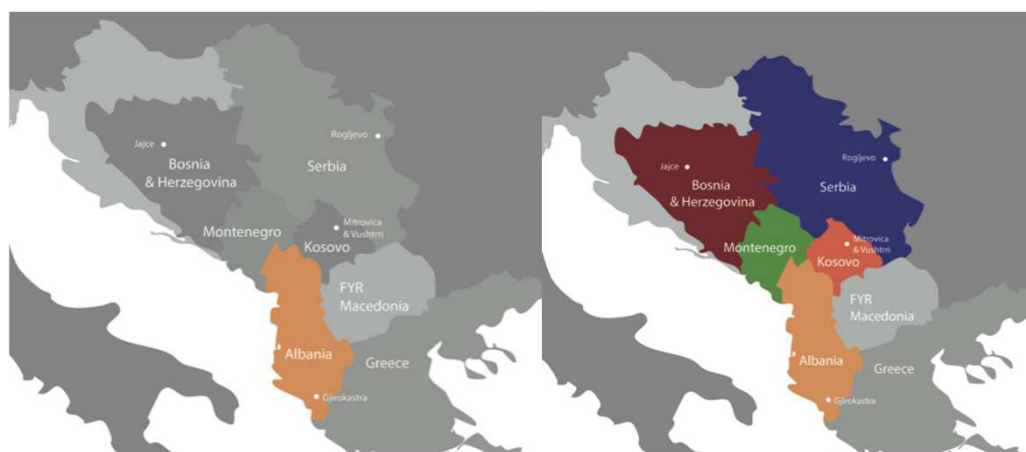 Jajce
Rogljevo
Bosnia
& Herzegovina
Serbia
Mitrovica
& Vushtrri
Montenegro
Kosovo
FYR
Macedonia
Albania
Greece
Gjirokastra
Rogljevo
Jajce
Bosnia
& Herzegovina
Serbia
Mitrovica
& Vushtrri
Montenegro
Kosovo
FYR
Macedonia
Albania
Greece
Gjirokastra